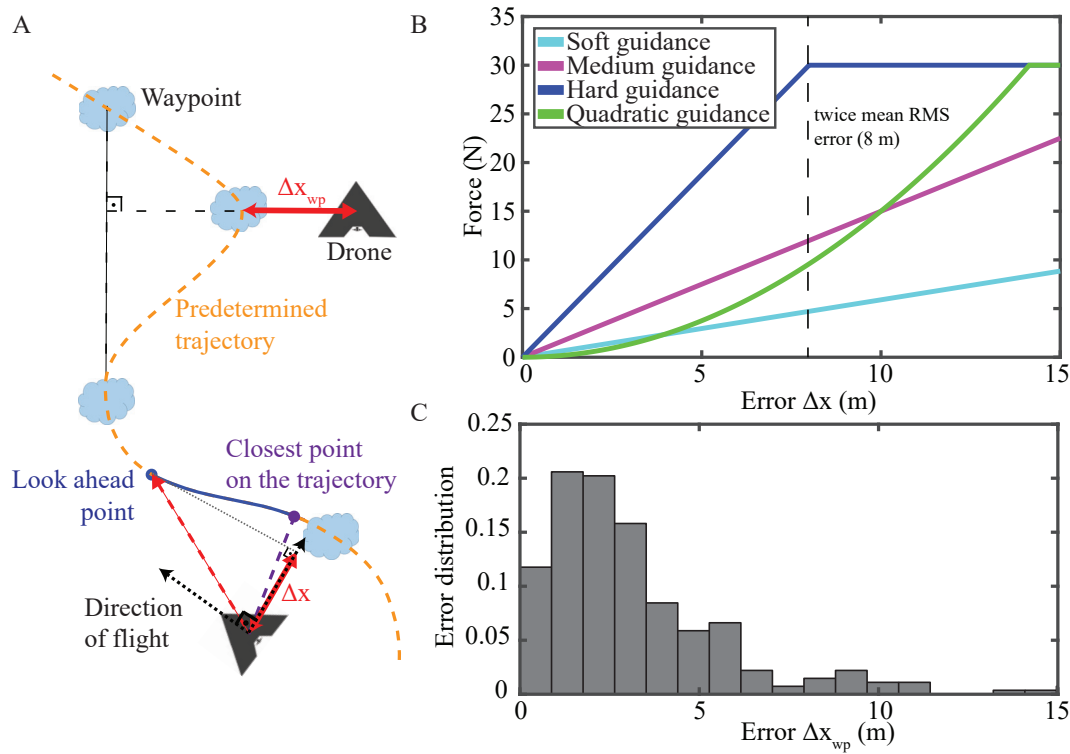 A
Waypoint
Δx_wp
Drone
Predetermined
trajectory
Closest point
on the trajectory
Look ahead
point
Δx
Direction
of flight
B
35
30
25
20
15
10
5
0
Force (N)
Soft guidance
Medium guidance
Hard guidance
Quadratic guidance
twice mean RMS
error (8 m)
0
5
10
15
Error Δx (m)
C
0.25
0.2
0.15
0.1
0.05
0
Error distribution
0
5
10
15
Error Δx_wp (m)